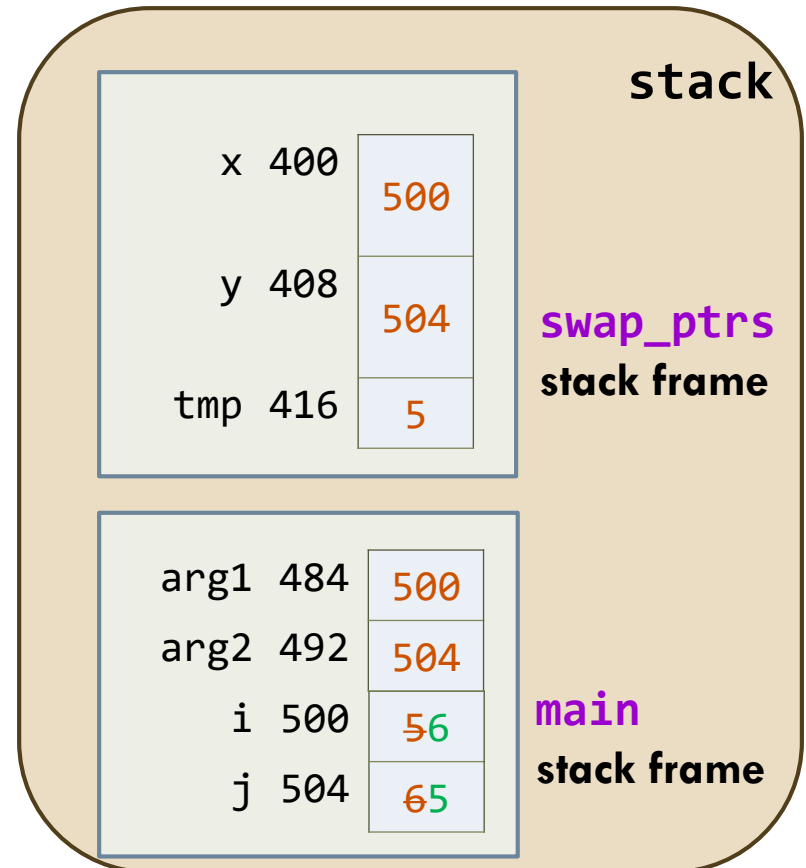 stack
x 400 500
y 408 504
tmp 416 5
swap_ptrs
stack frame
arg1 484 500
arg2 492 504
i 500 56
j 504 65
main
stack frame